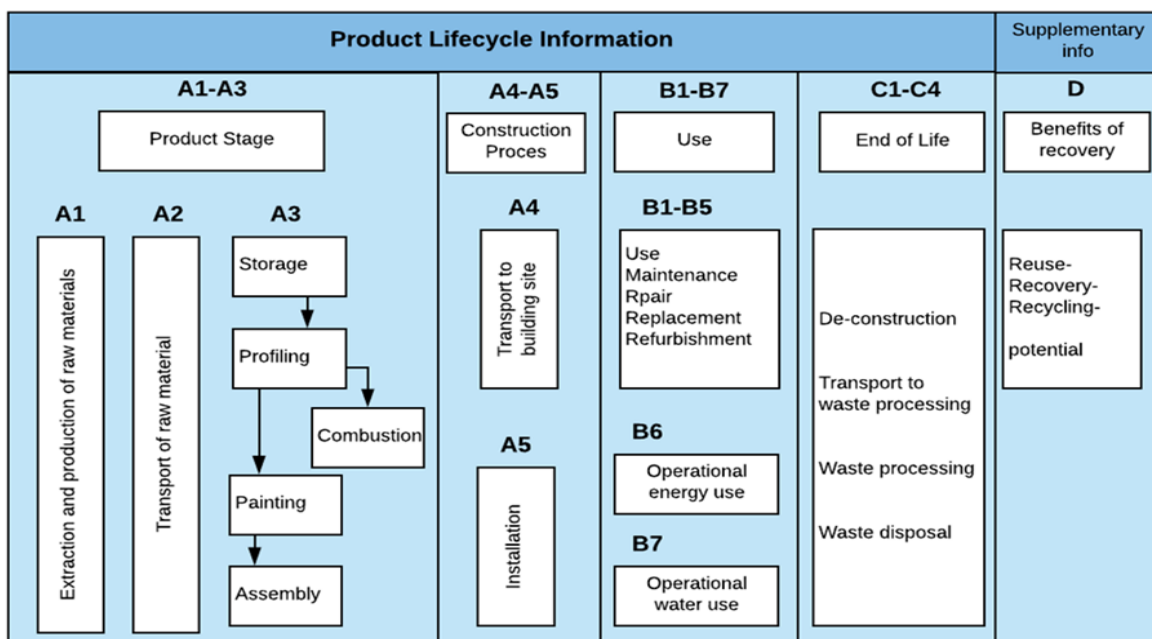 Product Lifecycle Information
Supplementary
info
A1-A3
Product Stage
A4-A5
Construction
Proces
B1-B7
Use
C1-C4
End of Life
D
Benefits of
recovery
A1
Extraction and production of raw materials
A2
Transport of raw material
A3
Storage
Profiling
Combustion
Painting
Assembly
A4
Transport to
building site
A5
Installation
B1-B5
Use
Maintenance
Rpair
Replacement
Refurbishment
B6
Operational
energy use
B7
Operational
water use
De-construction
Transport to
waste processing
Waste processing
Waste disposal
Reuse-
Recovery-
Recycling-
potential